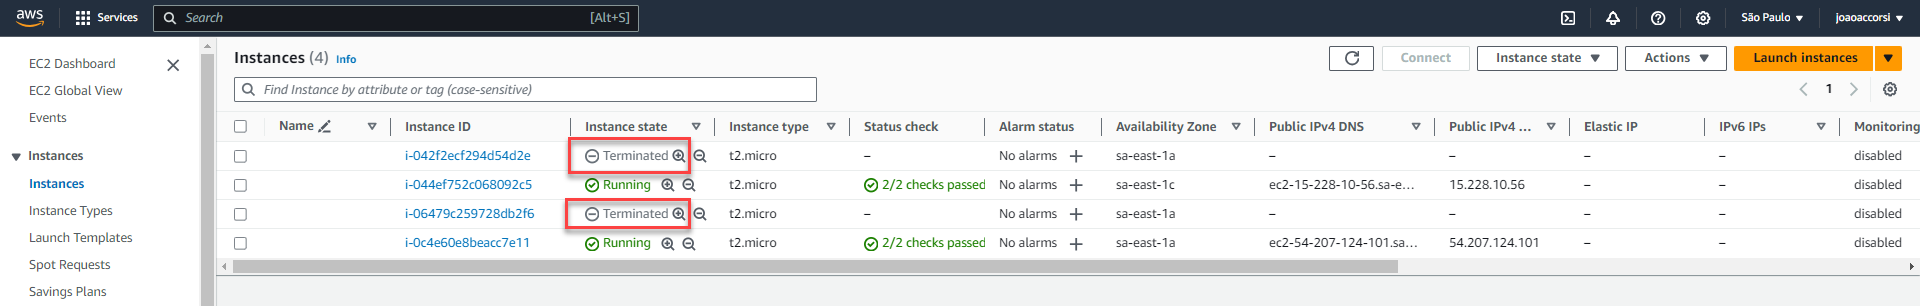 aws Services Search [Alt+S] São Paulo joaoaccorsi
EC2 Dashboard
EC2 Global View
Events
Instances
Instances
Instance Types
Launch Templates
Spot Requests
Savings Plans
Instances (4) Info Connect Instance state Actions Launch instances
Find Instance by attribute or tag (case-sensitive) 1
Name Instance ID Instance state Instance type Status check Alarm status Availability Zone Public IPv4 DNS Public IPv4 ... Elastic IP IPv6 IPs Monitoring
i-042f2ecf294d54d2e Terminated t2.micro – No alarms + sa-east-1a – – – – disabled
i-044ef752c068092c5 Running t2.micro 2/2 checks passed No alarms + sa-east-1c ec2-15-228-10-56.sa-e... 15.228.10.56 – – disabled
i-06479c259728db2f6 Terminated t2.micro – No alarms + sa-east-1a – – – – disabled
i-0c4e60e8beacc7e11 Running t2.micro 2/2 checks passed No alarms + sa-east-1a ec2-54-207-124-101.sa... 54.207.124.101 – – disabled